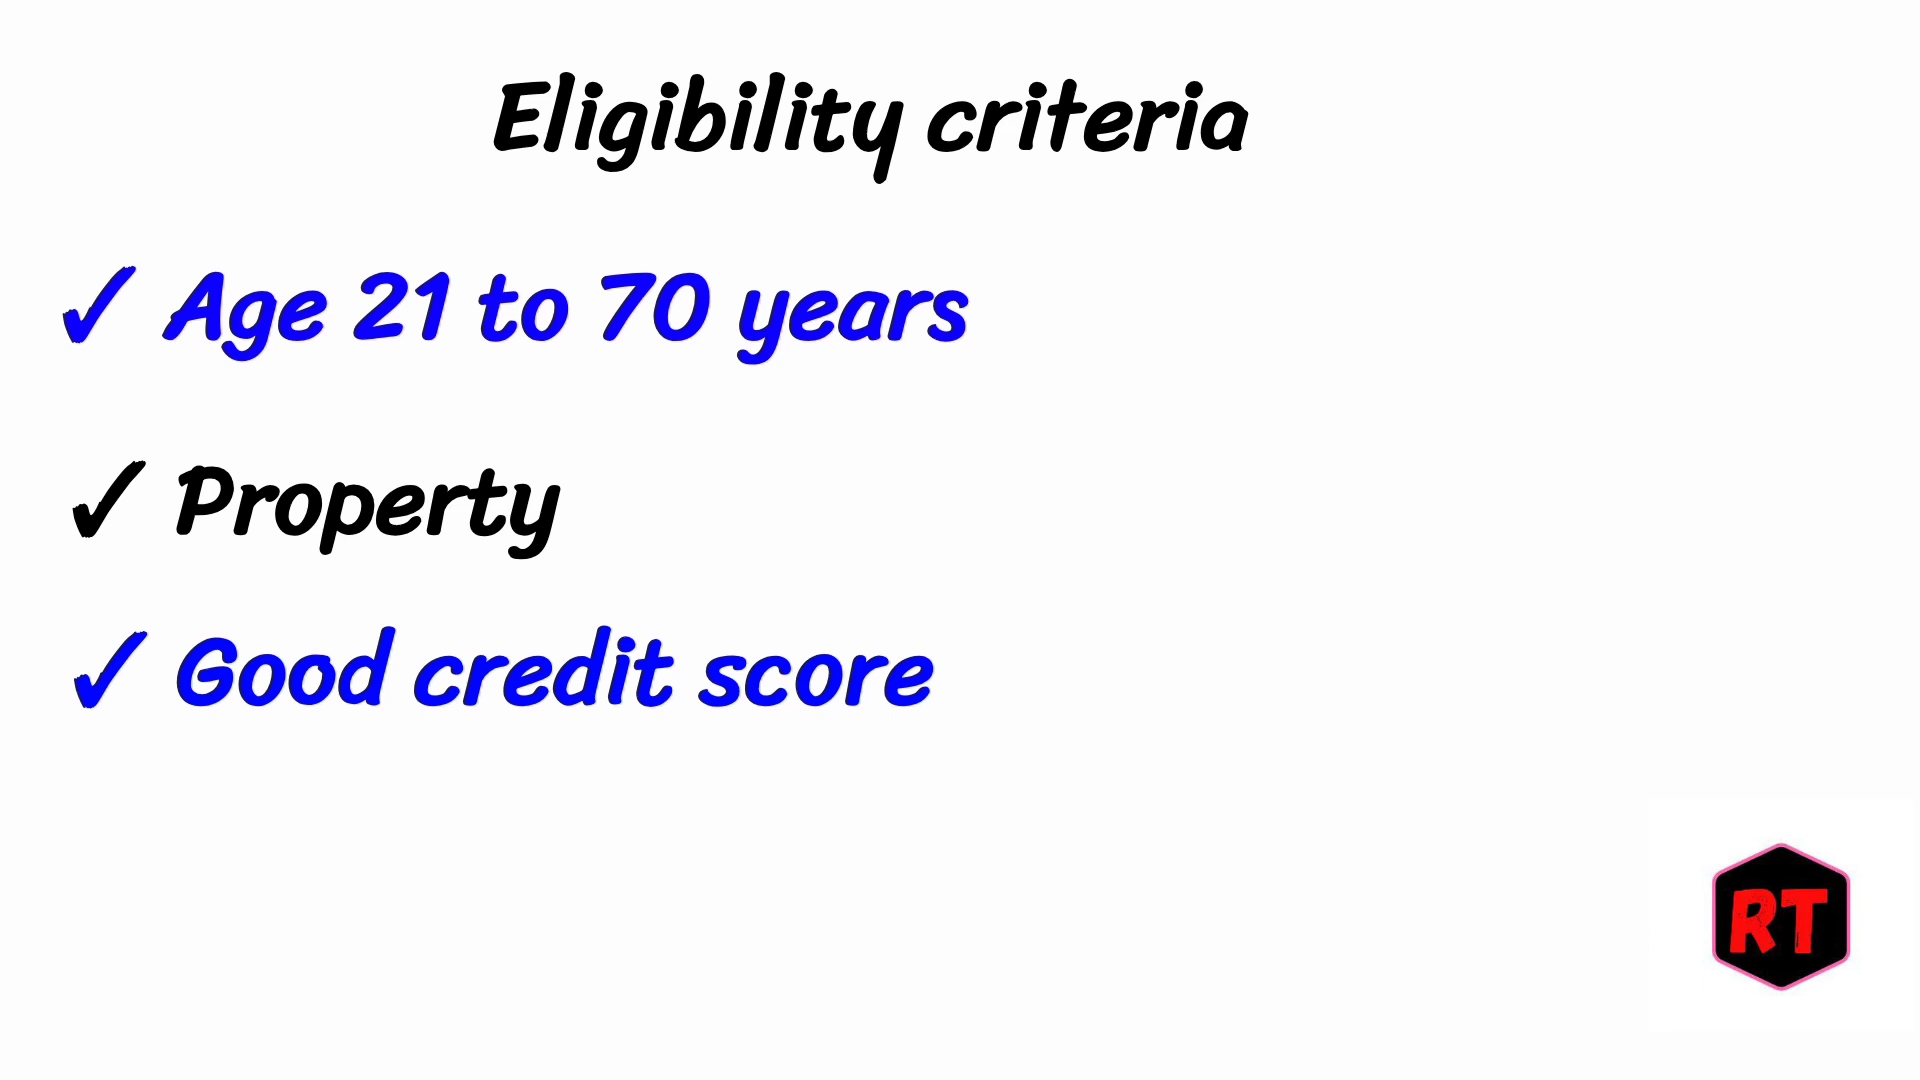 Eligibility criteria
✓ Age 21 to 70 years
✓ Property
✓ Good credit score
RT